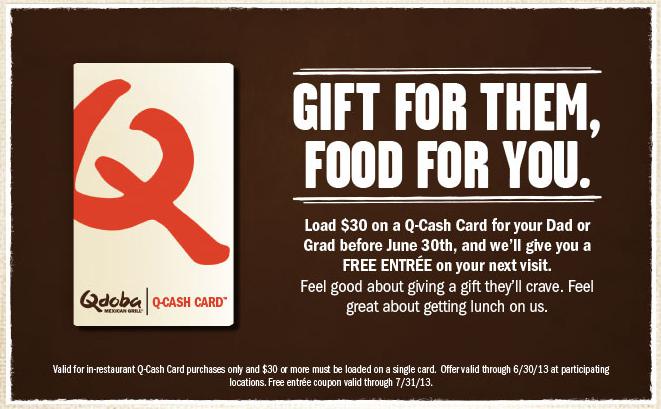 GIFT FOR THEM,
FOOD FOR YOU.
Load $30 on a Q-Cash Card for your Dad or
Grad before June 30th, and we'll give you a
FREE ENTRÉE on your next visit.
Feel good about giving a gift they'll crave. Feel
great about getting lunch on us.
Qdoba
MEXICAN GRILL®
Q-CASH CARD™
Valid for in-restaurant Q-Cash Card purchases only and $30 or more must be loaded on a single card. Offer valid through 6/30/13 at participating
locations. Free entrée coupon valid through 7/31/13.